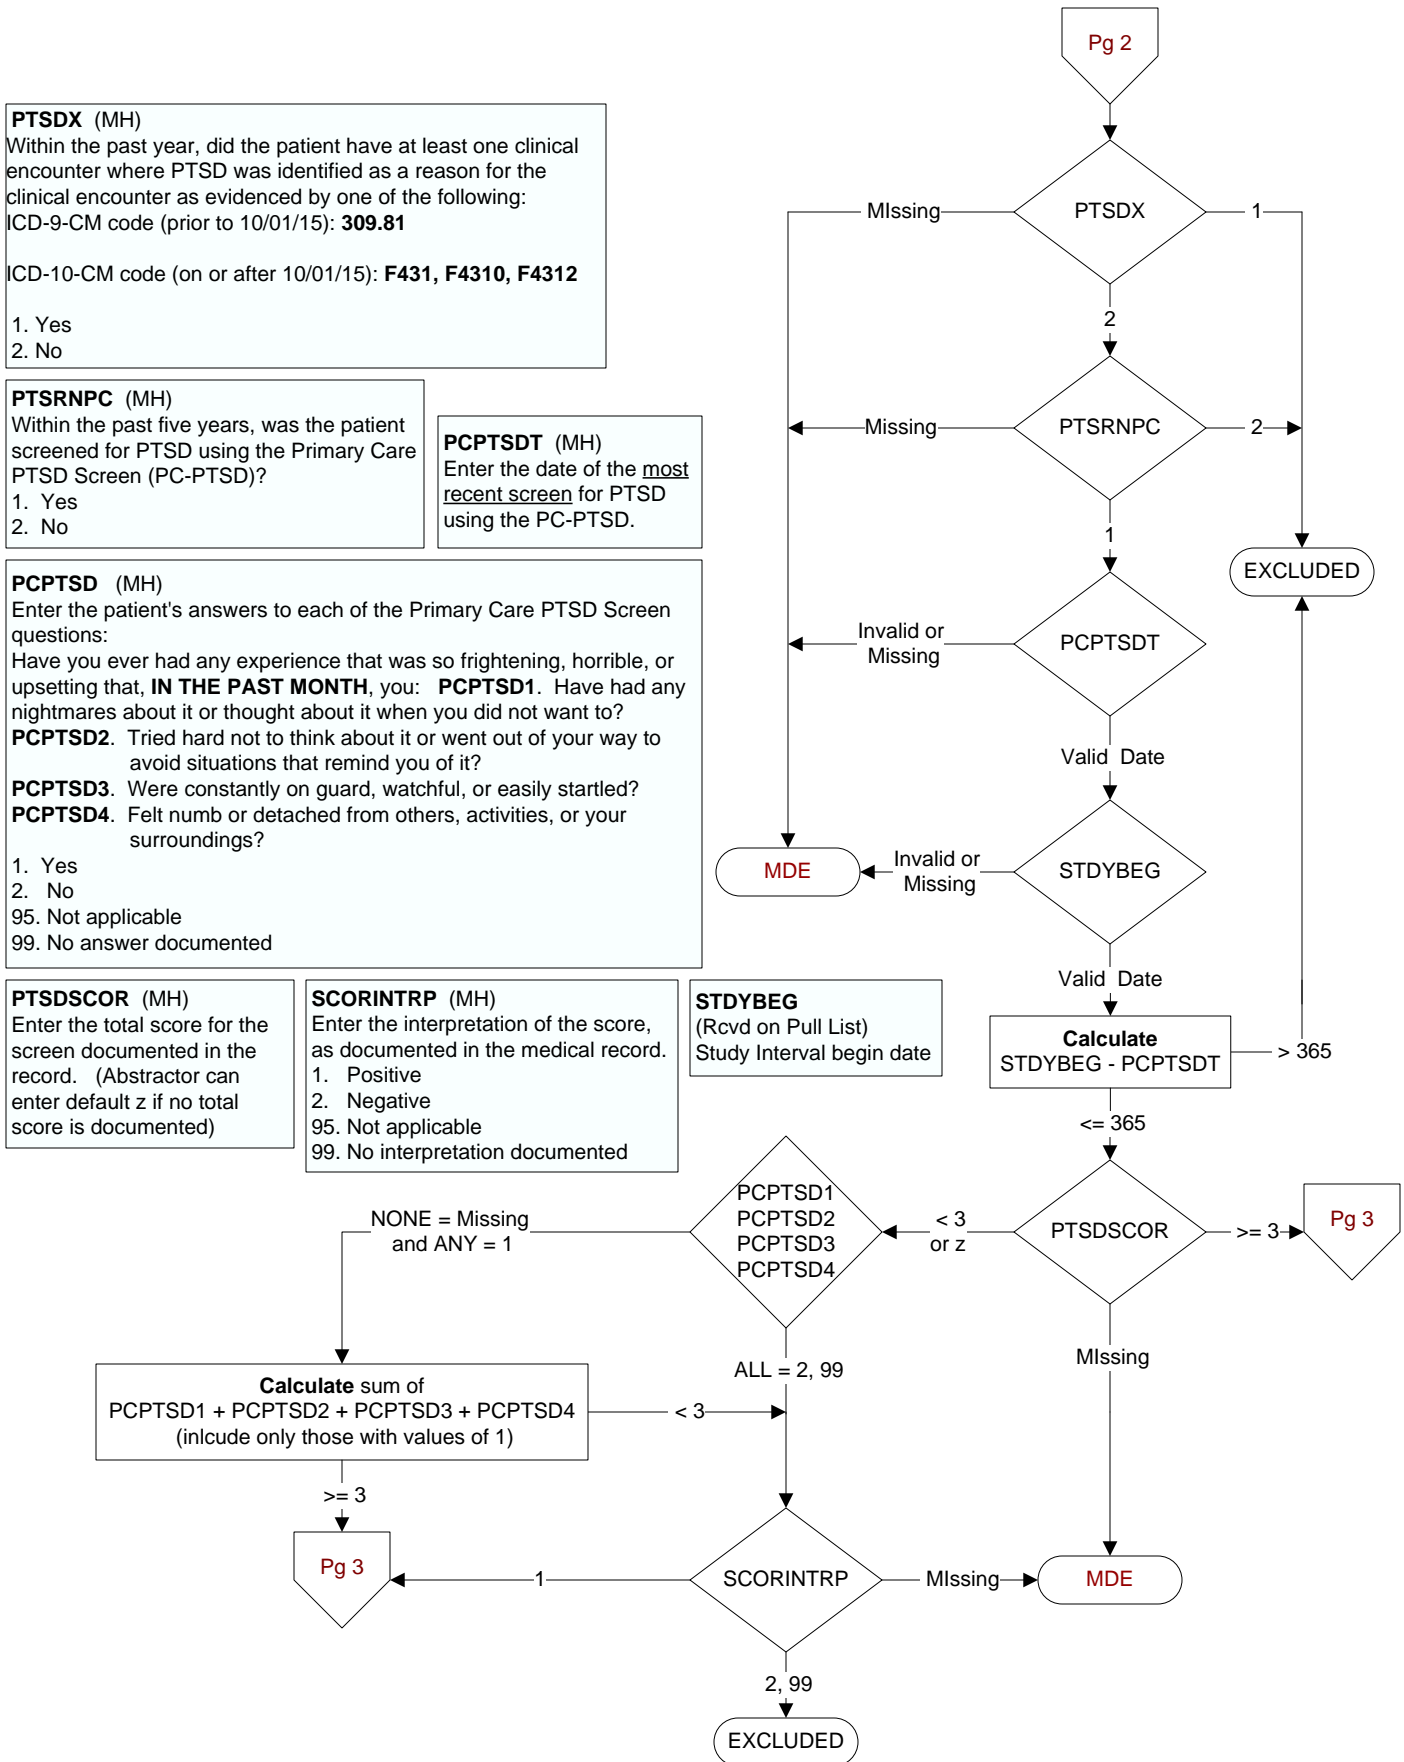 Pg 2
PTSDX (MH)
Within the past year, did the patient have at least one clinical
encounter where PTSD was identified as a reason for the
clinical encounter as evidenced by one of the following:
ICD-9-CM code (prior to 10/01/15): 309.81
ICD-10-CM code (on or after 10/01/15): F431, F4310, F4312
1. Yes
2. No
MIssing
PTSDX
1
2
PTSRNPC (MH)
Within the past five years, was the patient
screened for PTSD using the Primary Care
PTSD Screen (PC-PTSD)?
1. Yes
2. No
PCPTSDT (MH)
Enter the date of the most
recent screen for PTSD
using the PC-PTSD.
Missing
PTSRNPC
2
1
EXCLUDED
PCPTSD (MH)
Enter the patient's answers to each of the Primary Care PTSD Screen
questions:
Have you ever had any experience that was so frightening, horrible, or
upsetting that, IN THE PAST MONTH, you: PCPTSD1. Have had any
nightmares about it or thought about it when you did not want to?
PCPTSD2. Tried hard not to think about it or went out of your way to
avoid situations that remind you of it?
PCPTSD3. Were constantly on guard, watchful, or easily startled?
PCPTSD4. Felt numb or detached from others, activities, or your
surroundings?
1. Yes
2. No
95. Not applicable
99. No answer documented
Invalid or
Missing
PCPTSDT
Valid Date
MDE
Invalid or
Missing
STDYBEG
Valid Date
PTSDSCOR (MH)
Enter the total score for the
screen documented in the
record. (Abstractor can
enter default z if no total
score is documented)
SCORINTRP (MH)
Enter the interpretation of the score,
as documented in the medical record.
1. Positive
2. Negative
95. Not applicable
99. No interpretation documented
STDYBEG
(Rcvd on Pull List)
Study Interval begin date
Calculate
STDYBEG - PCPTSDT
> 365
<= 365
NONE = Missing
and ANY = 1
PCPTSD1
PCPTSD2
PCPTSD3
PCPTSD4
< 3
or z
PTSDSCOR
>= 3
Pg 3
ALL = 2, 99
MIssing
Calculate sum of
PCPTSD1 + PCPTSD2 + PCPTSD3 + PCPTSD4
(inlcude only those with values of 1)
< 3
>= 3
Pg 3
1
SCORINTRP
MIssing
MDE
2, 99
EXCLUDED